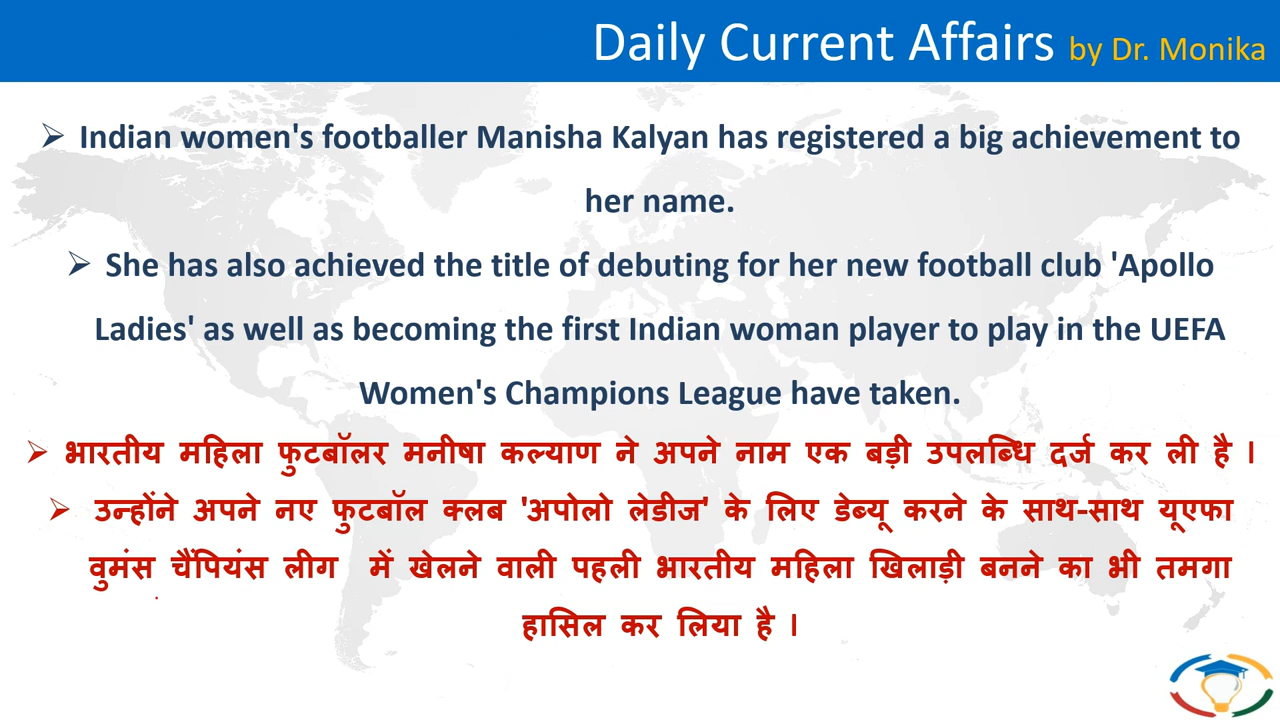 Daily Current Affairs by Dr. Monika
➢ Indian women's footballer Manisha Kalyan has registered a big achievement to
her name.
➢ She has also achieved the title of debuting for her new football club 'Apollo
Ladies' as well as becoming the first Indian woman player to play in the UEFA
Women's Champions League have taken.
➢ भारतीय महिला फुटबॉलर मनीषा कल्याण ने अपने नाम एक बड़ी उपलब्धि दर्ज कर ली है ।
➢ उन्होंने अपने नए फुटबॉल क्लब 'अपोलो लेडीज' के लिए डेब्यू करने के साथ-साथ यूएफा
वुमंस चैंपियंस लीग में खेलने वाली पहली भारतीय महिला खिलाड़ी बनने का भी तमगा
हासिल कर लिया है ।